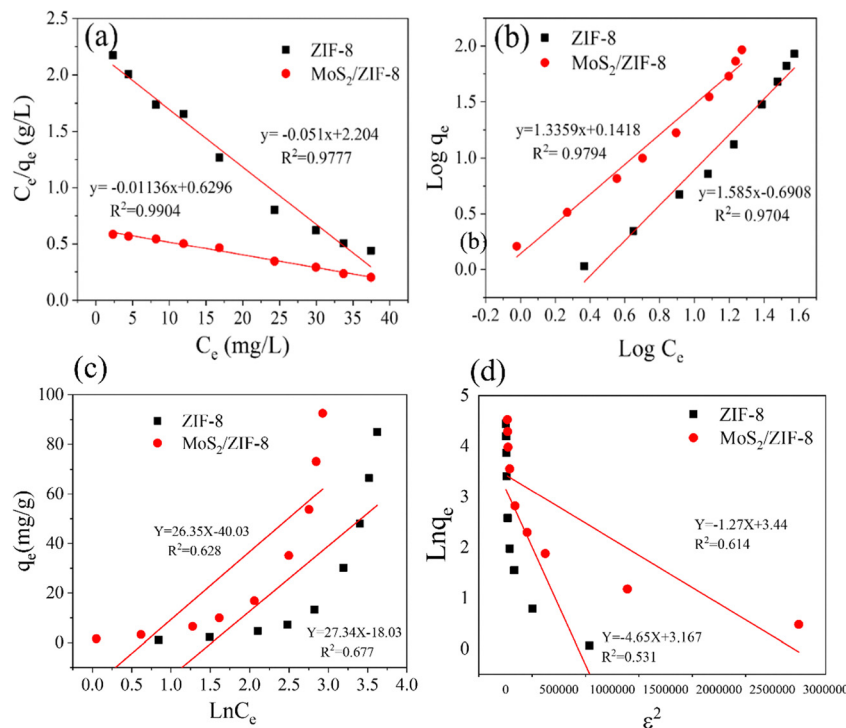 (a)
ZIF-8
MoS2/ZIF-8
y= -0.051x+2.204
R2=0.9777
y= -0.01136x+0.6296
R2=0.9904
Ce/qe (g/L)
2.5
2.0
1.5
1.0
0.5
0.0
0 5 10 15 20 25 30 35 40
Ce (mg/L)
(b)
ZIF-8
MoS2/ZIF-8
y=1.3359x+0.1418
R2= 0.9794
y=1.585x-0.6908
R2= 0.9704
(b)
Log qe
2.0
1.5
1.0
0.5
0.0
-0.2 0.0 0.2 0.4 0.6 0.8 1.0 1.2 1.4 1.6 1.8
Log Ce
(c)
ZIF-8
MoS2/ZIF-8
Y=26.35X-40.03
R2=0.628
Y=27.34X-18.03
R2=0.677
qe(mg/g)
100
80
60
40
20
0
0.0 0.5 1.0 1.5 2.0 2.5 3.0 3.5 4.0
LnCe
(d)
ZIF-8
MoS2/ZIF-8
Y=-1.27X+3.44
R2=0.614
Y=-4.65X+3,167
R2=0.531
Lnqe
5
4
3
2
1
0
0 5000000 10000000 1500000 2000000 2500000 3000000
ε2